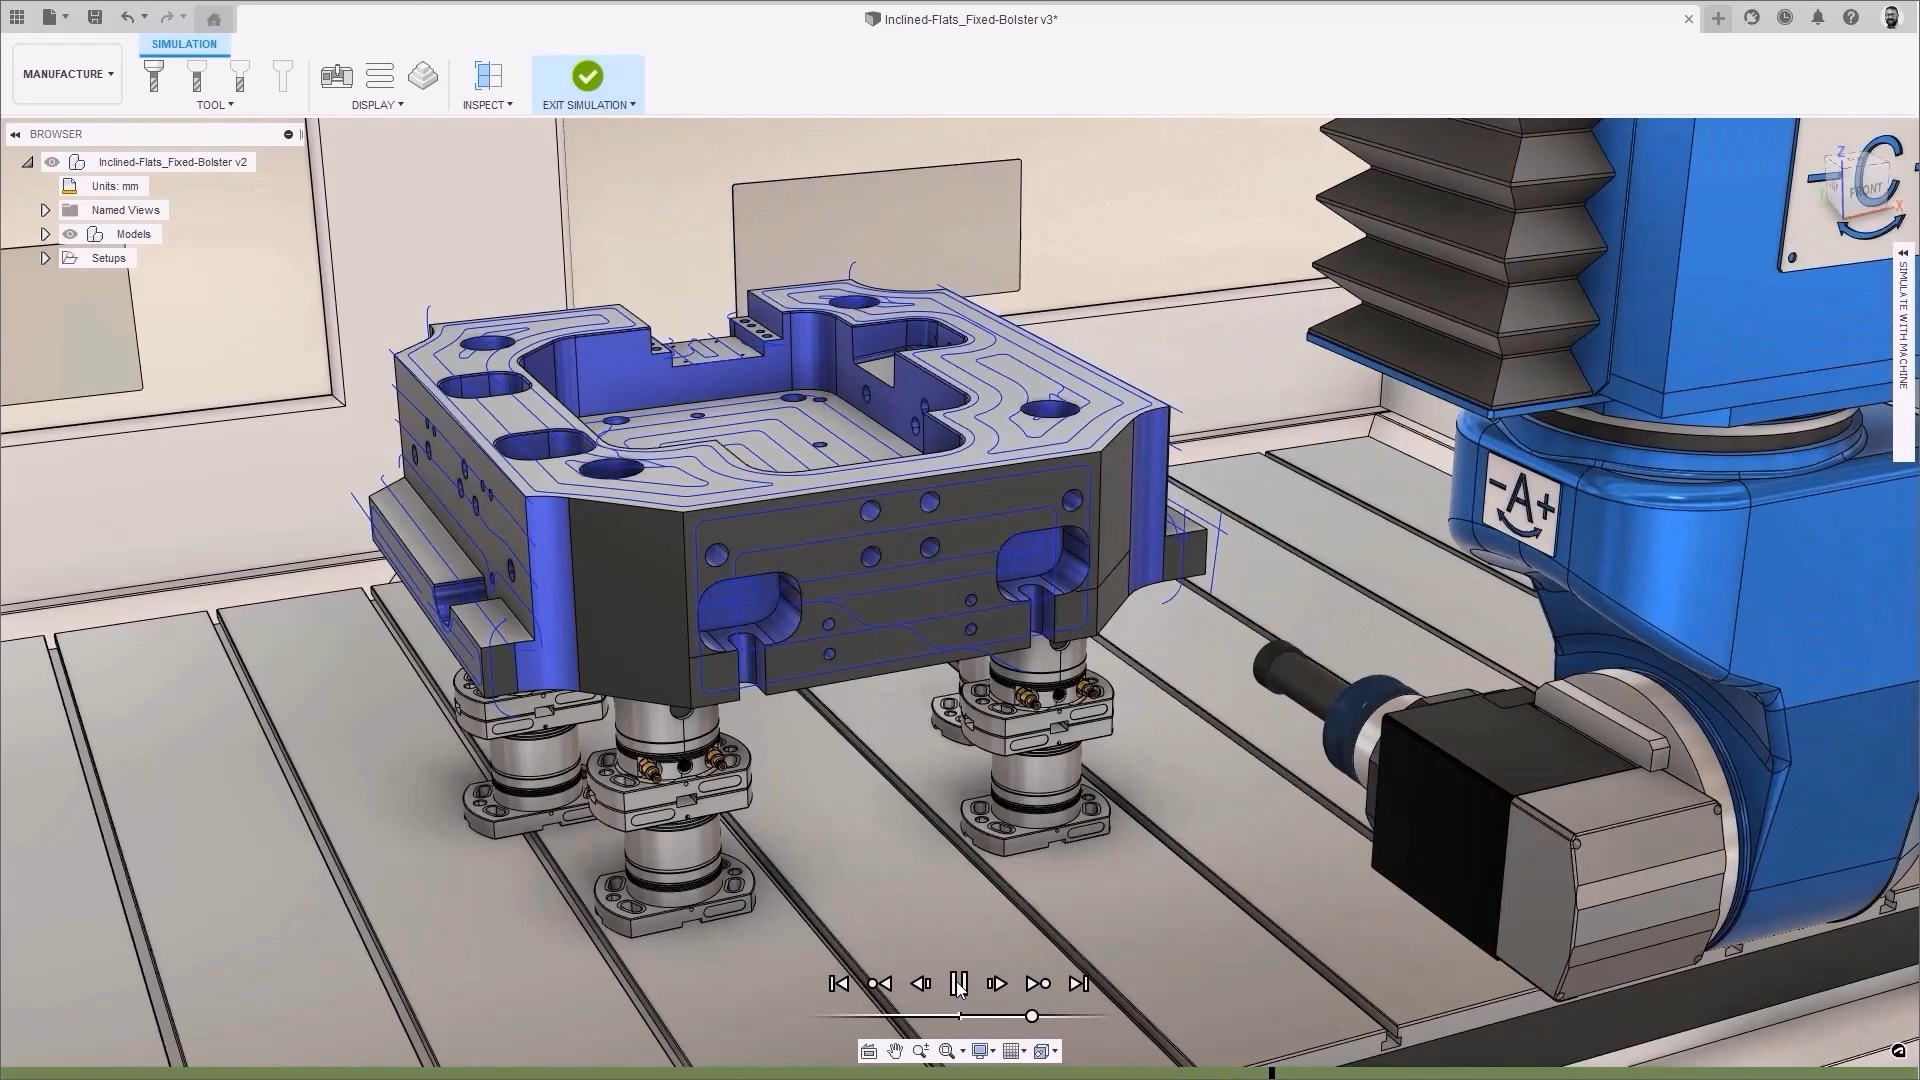 Inclined-Flats_Fixed-Bolster v3*
SIMULATION
MANUFACTURE
TOOL
DISPLAY
INSPECT
EXIT SIMULATION
BROWSER
Inclined-Flats_Fixed-Bolster v2
Units: mm
Named Views
Models
Setups
Z
FRONT
X
C
-A+
SIMULATE WITH MACHINE